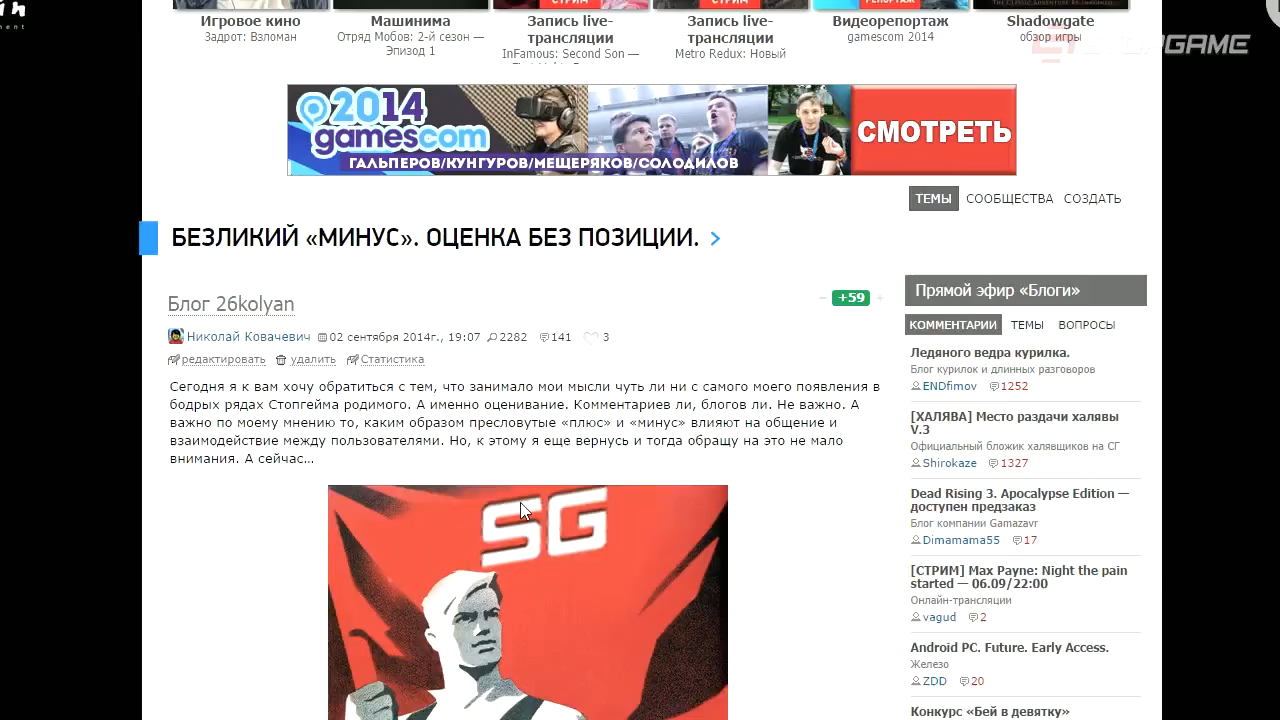 Игровое кино
Задрот: Взломан
Машинима
Отряд Мобов: 2-й сезон —
Эпизод 1
Запись live-
трансляции
InFamous: Second Son —
Запись live-
трансляции
Metro Redux: Новый
Видеорепортаж
gamescom 2014
Shadowgate
обзор игры
2014
gamescom
ГАЛЬПЕРОВ/КУНГУРОВ/МЕЩЕРЯКОВ/СОЛОДИЛОВ
СМОТРЕТЬ
ТЕМЫ СООБЩЕСТВА СОЗДАТЬ
БЕЗЛИКИЙ «МИНУС». ОЦЕНКА БЕЗ ПОЗИЦИИ.
Блог 26kolyan
+59
Николай Ковачевич 02 сентября 2014г., 19:07 2282 141 3
редактировать удалить Статистика
Сегодня я к вам хочу обратиться с тем, что занимало мои мысли чуть ли ни с самого моего появления в
бодрых рядах Стопгейма родимого. А именно оценивание. Комментариев ли, блогов ли. Не важно. А
важно по моему мнению то, каким образом пресловутые «плюс» и «минус» влияют на общение и
взаимодействие между пользователями. Но, к этому я еще вернусь и тогда обращу на это не мало
внимания. А сейчас...
SG
Прямой эфир «Блоги»
КОММЕНТАРИИ ТЕМЫ ВОПРОСЫ
Ледяного ведра курилка.
Блог курилок и длинных разговоров
ENDfimov 1252
[ХАЛЯВА] Место раздачи халявы
V.3
Официальный бложик халявщиков на СГ
Shirokaze 1327
Dead Rising 3. Apocalypse Edition —
доступен предзаказ
Блог компании Gamazavr
Dimamama55 17
[СТРИМ] Max Payne: Night the pain
started — 06.09/22:00
Онлайн-трансляции
vagud 2
Android PC. Future. Early Access.
Железо
ZDD 20
Конкурс «Бей в девятку»